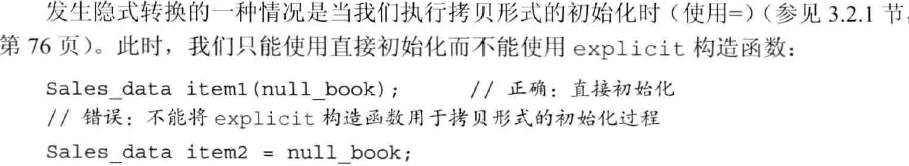 发生隐式转换的一种情况是当我们执行拷贝形式的初始化时（使用=）（参见 3.2.1 节，
第 76 页）。此时，我们只能使用直接初始化而不能使用 explicit 构造函数：
Sales_data item1(null_book); // 正确：直接初始化
// 错误：不能将 explicit 构造函数用于拷贝形式的初始化过程
Sales_data item2 = null_book;